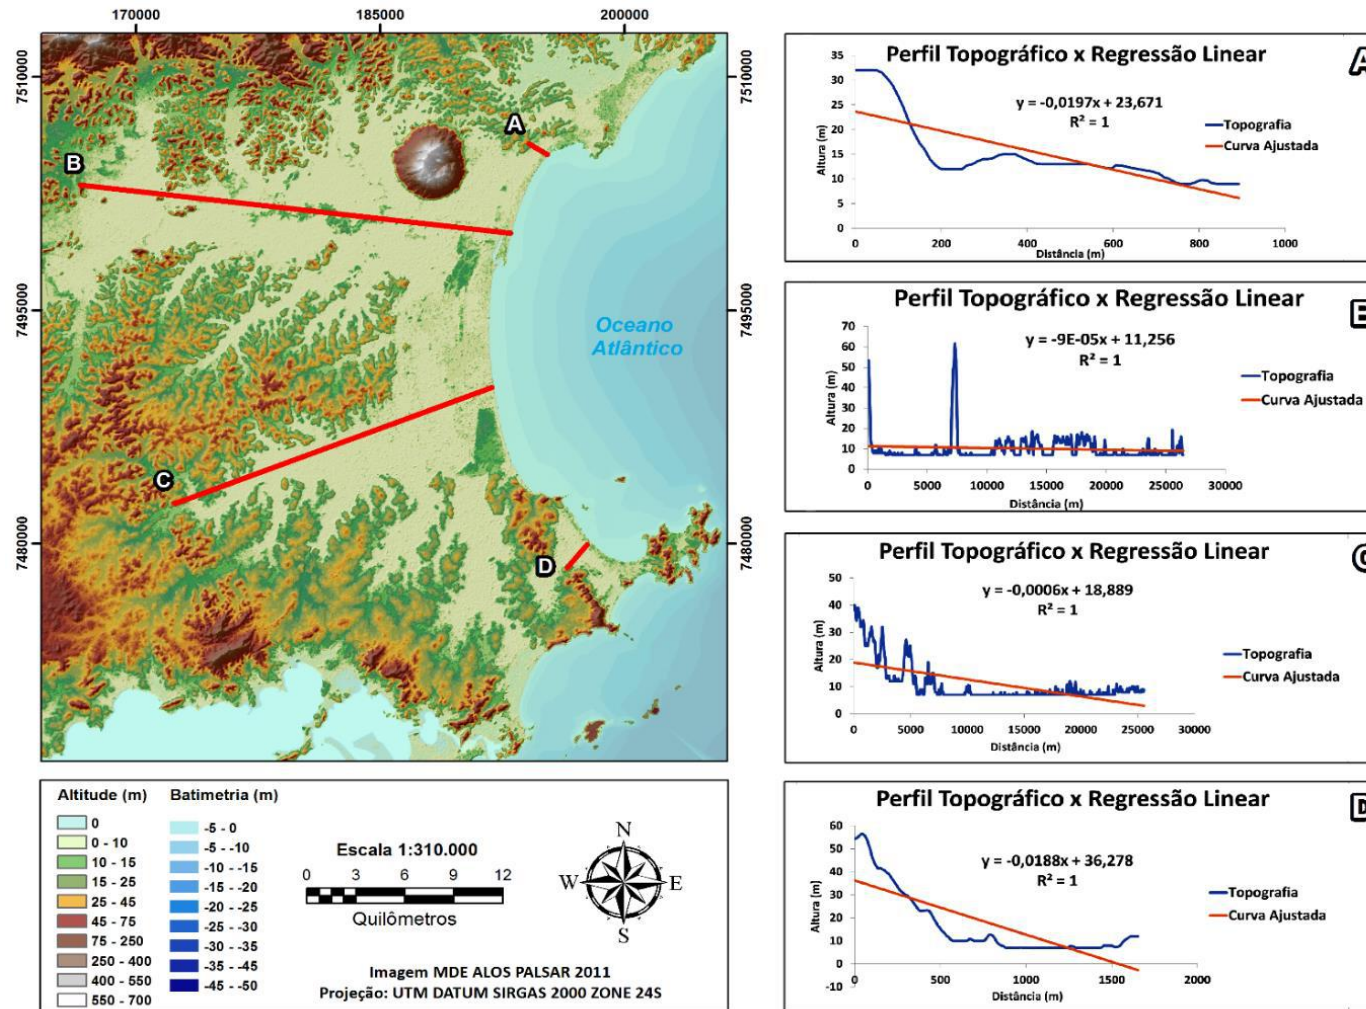 170000
185000
200000
7510000
7495000
7480000
7510000
7495000
7480000
A
B
C
D
Oceano
Atlântico
Altitude (m)
0
0 - 10
10 - 15
15 - 25
25 - 45
45 - 75
75 - 250
250 - 400
400 - 550
550 - 700
Batimetria (m)
-5 - 0
-5 - -10
-10 - -15
-15 - -20
-20 - -25
-25 - -30
-30 - -35
-35 - -45
-45 - -50
Escala 1:310.000
0 3 6 9 12
Quilômetros
N
W E
S
Imagem MDE ALOS PALSAR 2011
Projeção: UTM DATUM SIRGAS 2000 ZONE 24S
Perfil Topográfico x Regressão Linear
A
y = -0,0197x + 23,671
R² = 1
Topografia
Curva Ajustada
Altura (m)
35
30
25
20
15
10
5
0
0 200 400 600 800 1000
Distância (m)
Perfil Topográfico x Regressão Linear
B
y = -9E-05x + 11,256
R² = 1
Topografia
Curva Ajustada
Altura (m)
70
60
50
40
30
20
10
0
0 5000 10000 15000 20000 25000 30000
Distância (m)
Perfil Topográfico x Regressão Linear
C
y = -0,0006x + 18,889
R² = 1
Topografia
Curva Ajustada
Altura (m)
50
40
30
20
10
0
0 5000 10000 15000 20000 25000 30000
Distância (m)
Perfil Topográfico x Regressão Linear
D
y = -0,0188x + 36,278
R² = 1
Topografia
Curva Ajustada
Altura (m)
60
50
40
30
20
10
0
-10
0 500 1000 1500 2000
Distância (m)